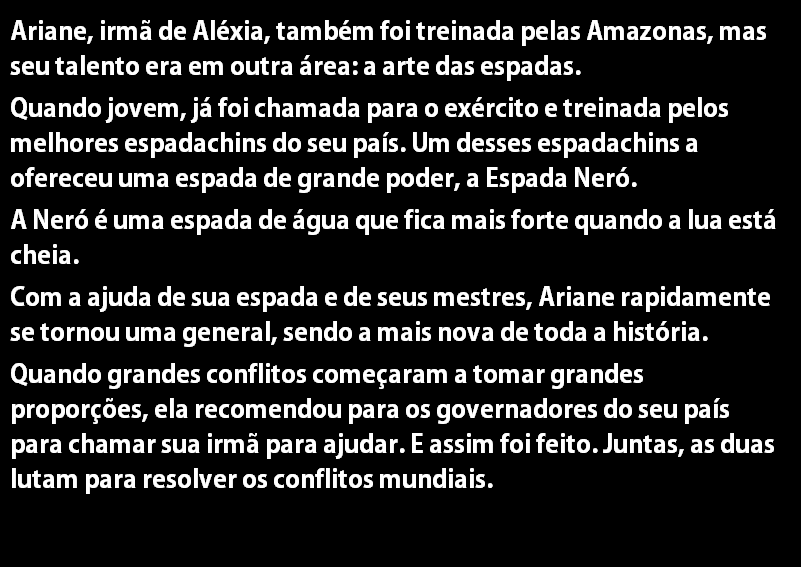 Ariane, irmã de Aléxia, também foi treinada pelas Amazonas, mas
seu talento era em outra área: a arte das espadas.
Quando jovem, já foi chamada para o exército e treinada pelos
melhores espadachins do seu país. Um desses espadachins a
ofereceu uma espada de grande poder, a Espada Neró.
A Neró é uma espada de água que fica mais forte quando a lua está
cheia.
Com a ajuda de sua espada e de seus mestres, Ariane rapidamente
se tornou uma general, sendo a mais nova de toda a história.
Quando grandes conflitos começaram a tomar grandes
proporções, ela recomendou para os governadores do seu país
para chamar sua irmã para ajudar. E assim foi feito. Juntas, as duas
lutam para resolver os conflitos mundiais.